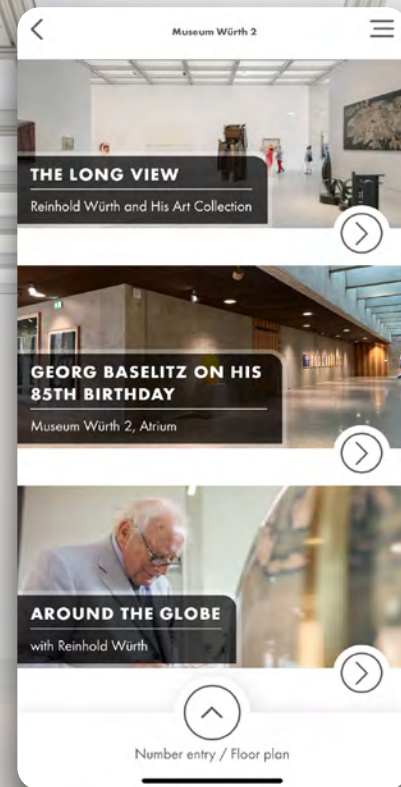 Museum Würth 2
THE LONG VIEW
Reinhold Würth and His Art Collection
GEORG BASELITZ ON HIS
85TH BIRTHDAY
Museum Würth 2, Atrium
AROUND THE GLOBE
with Reinhold Würth
Number entry / Floor plan